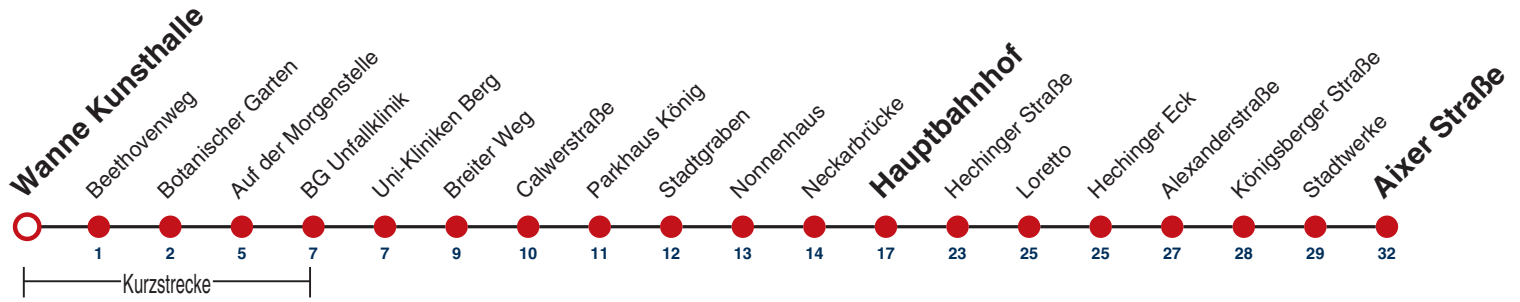 Wanne Kunsthalle
Beethovenweg
Botanischer Garten
Auf der Morgenstelle
BG Unfallklinik
Uni-Kliniken Berg
Breiter Weg
Calwerstraße
Parkhaus König
Stadtgraben
Nonnenhaus
Neckarbrücke
Hauptbahnhof
Hechinger Straße
Loretto
Hechinger Eck
Alexanderstraße
Königsberger Straße
Stadtwerke
Aixer Straße
1 2 5 7 7 9 10 11 12 13 14 17 23 25 25 27 28 29 32
Kurzstrecke